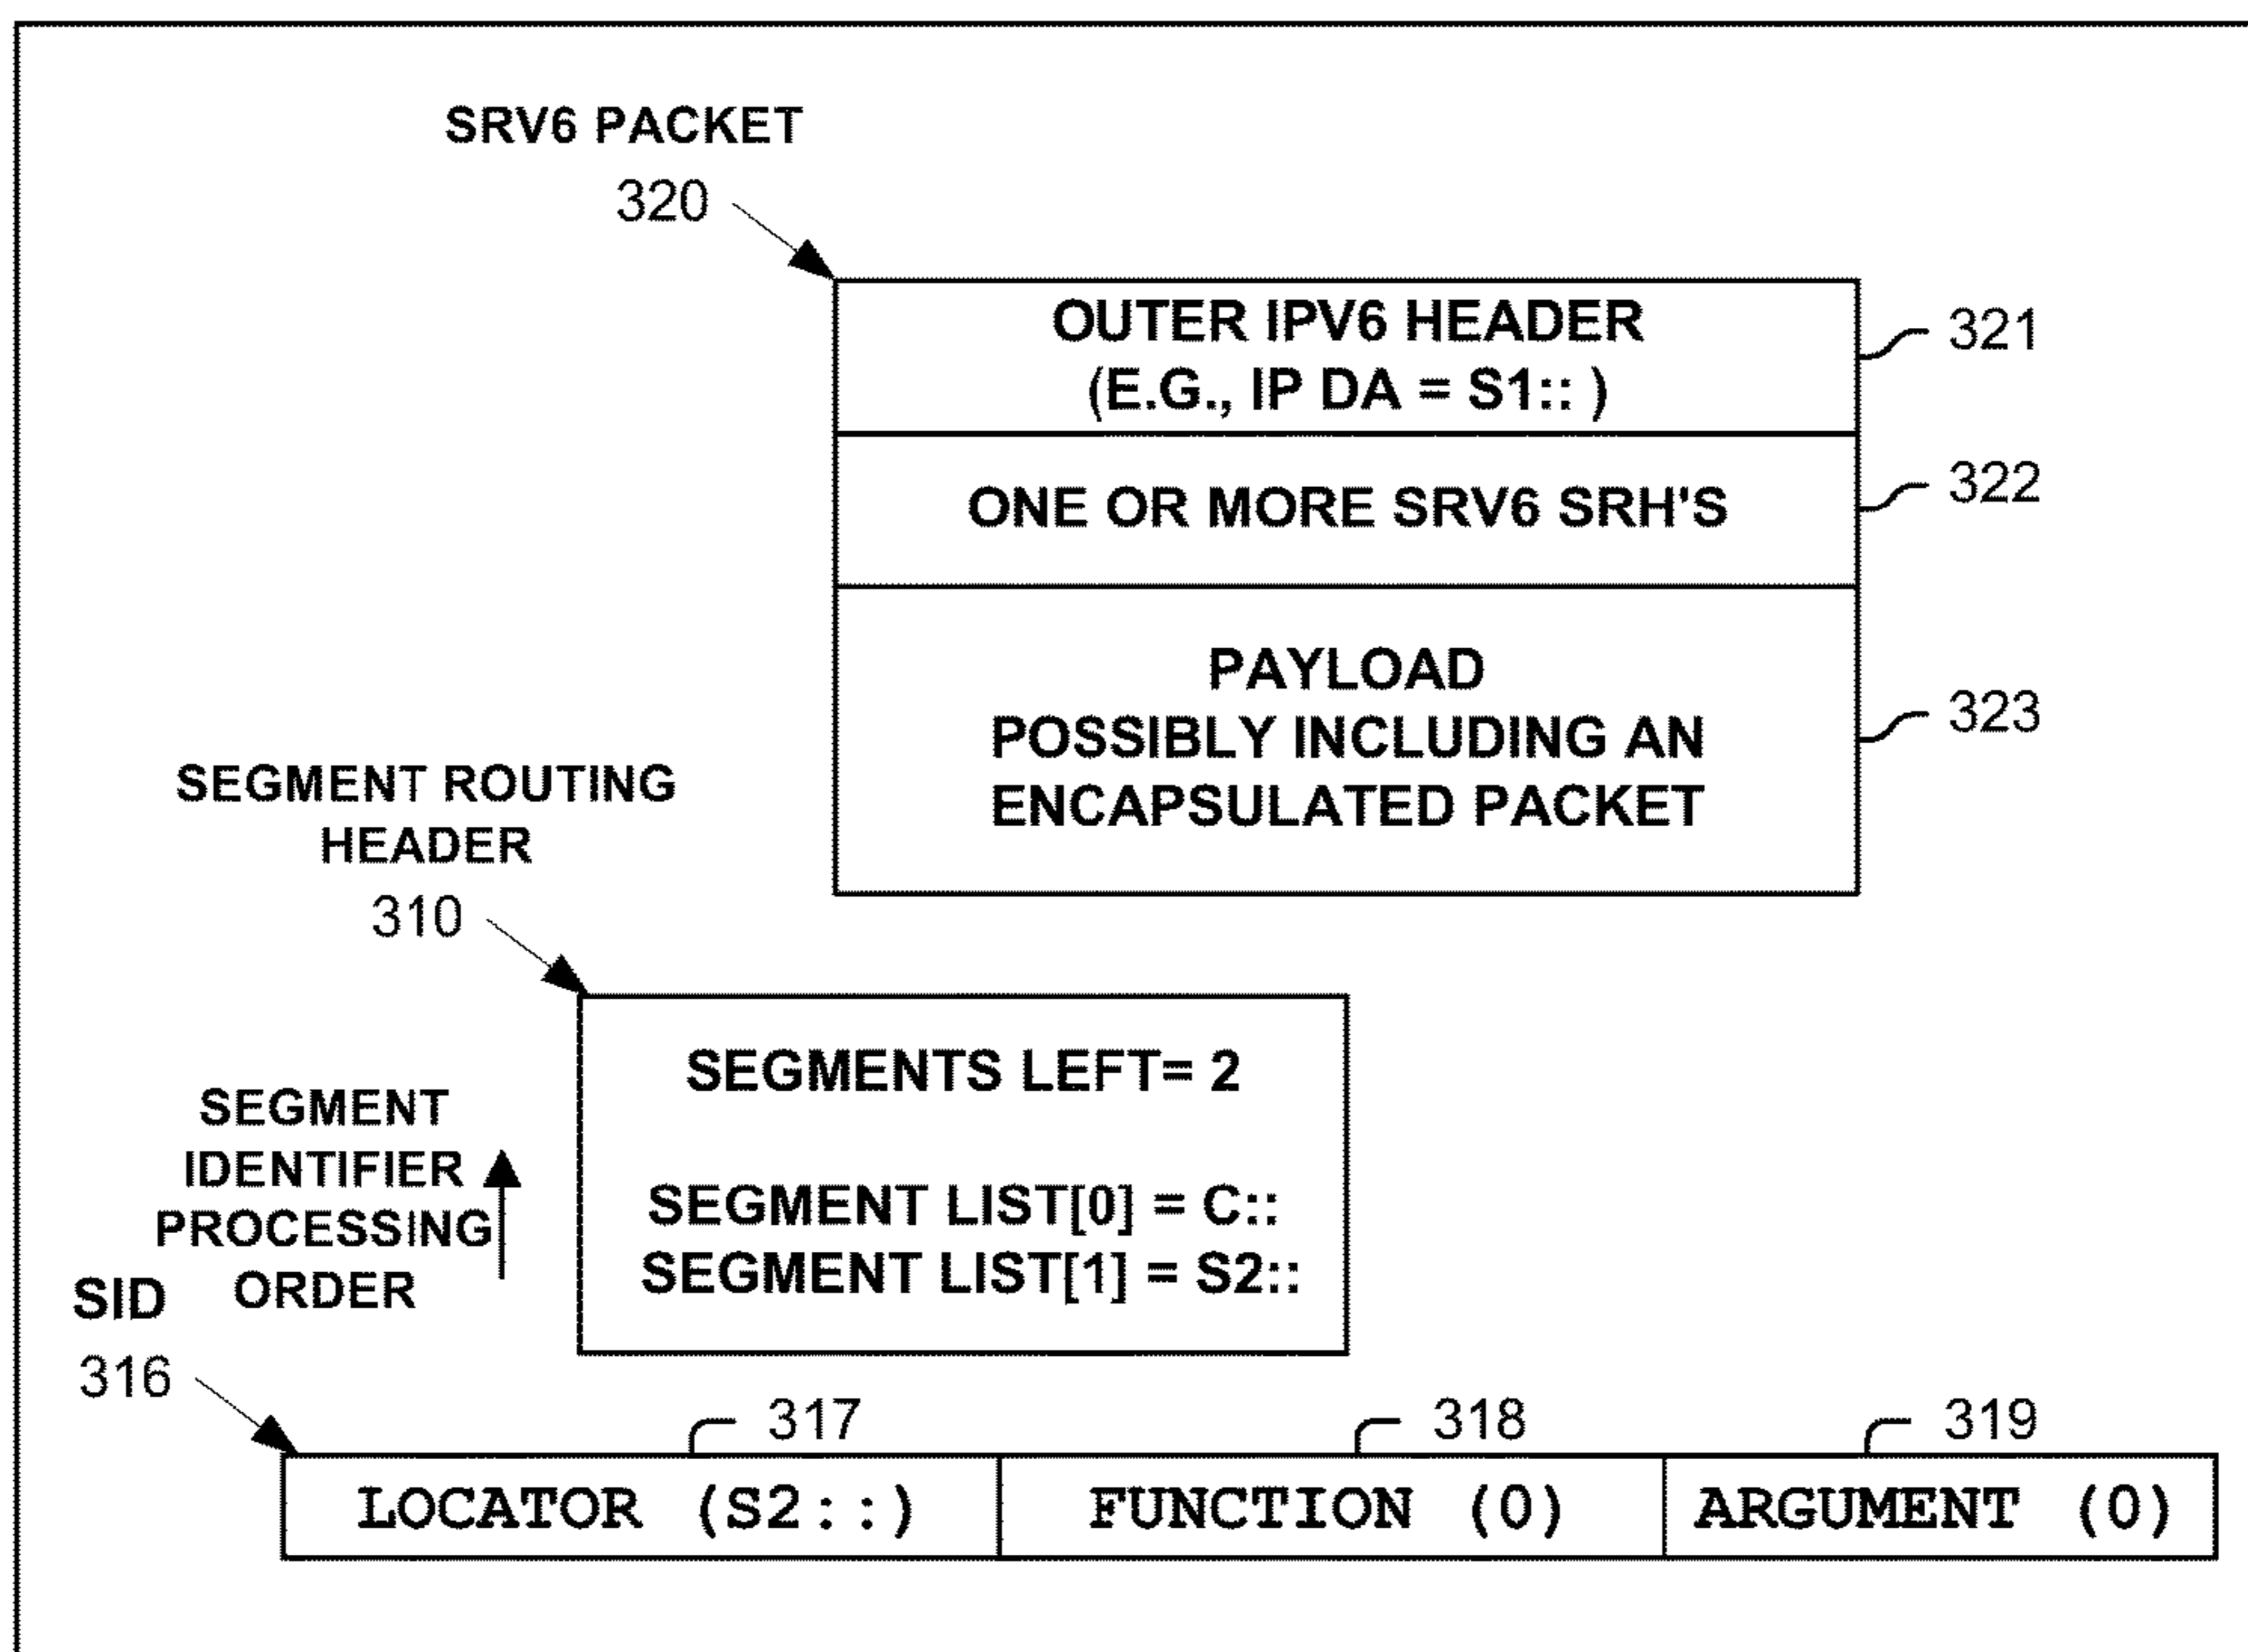 SRV6 PACKET
320
OUTER IPV6 HEADER
(E.G., IP DA = S1:: )
321
ONE OR MORE SRV6 SRH'S
322
PAYLOAD
POSSIBLY INCLUDING AN
ENCAPSULATED PACKET
323
SEGMENT ROUTING
HEADER
310
SEGMENTS LEFT= 2
SEGMENT LIST[0] = C::
SEGMENT LIST[1] = S2::
SEGMENT
IDENTIFIER
PROCESSING
ORDER
SID
316
317
318
319
LOCATOR (S2::)
FUNCTION (0)
ARGUMENT (0)